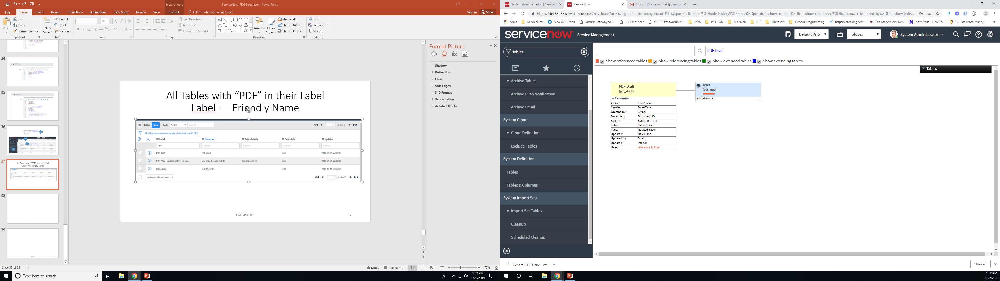 ServiceNow_PDGGenerator - PowerPoint
Picture Tools
File Home Insert Design Transitions Animations Slide Show Review View Format Tell me what you want to do... Sign in Share
Paste
Cut
Copy
Format Painter
Clipboard
New Slide
Layout
Reset
Section
Slides
28
Font
Text Direction
Align Text
Convert to SmartArt
Paragraph
Arrange
Quick Styles
Shape Fill
Shape Outline
Shape Effects
Drawing
Find
Replace
Select
Editing
34
35
36
37
38
39
All Tables with “PDF” in their Label
Label == Friendly Name
Tables New Go to Name Search 1 to 3 of 3
All > Update name is not empty > Label starts with PDF
Label Name Extends table Extensible Updated
PDF Search Search Search Search
PDF Draft pdf_draft false 2018-09-05 22:10:20
PDF Page Header Footer Template sys_report_page_hdrftr Application File false 2018-09-05 22:02:08
PDF Script u_pdf_script false 2016-10-19 06:10:57
Actions on selected rows... 1 to 3 of 3
UNCLASSIFIED 37
Format Picture
Shadow
Reflection
Glow
Soft Edges
3-D Format
3-D Rotation
Artistic Effects
Slide 37 of 39 Notes Comments 75%
Type here to search
1:02 PM
1/22/2019
System Administration | ServiceN
ServiceNow
Inbox (62) - genmoltek@gmail.c
https://dev65258.service-now.com/nav_to.do?uri=%2Fgeneric_hierarchy_erd.do%3Fsysparm_attributes%3Dtable_history%3D,table%3Dpdf_draft,show_internal%3Dtrue,show_referenced%3Dtrue,show_referenced_by%3Dtrue,show_exte...
Apps ServiceNow New GDITPorta Secure Gateway to N L3 Timesheet GDIT - PasswordMan AWS PYTHON MariaDB GIT Microsoft GeneralProgramming https://breakingdefe The Storytellers: Dece New Atlas - New Tec L3 -Password Manag
servicenow Service Management
Default [Glo
Global
System Administrator
tables
Archive Tables
Archive Push Notification
Archive Email
System Clone
Clone Definition
Exclude Tables
System Definition
Tables
Tables & Columns
System Import Sets
Import Set Tables
Cleanup
Scheduled Cleanup
PDF Draft
Show referenced tables Show referencing tables Show extended tables Show extending tables
Tables
PDF Draft
(pdf_draft)
– Columns
Active: True/False
Created: Date/Time
Created by: String
Document: Document ID
Sys ID: Sys ID (GUID)
Table: Table Name
Tags: Related Tags
Updated: Date/Time
Updated by: String
Updates: Integer
User: reference to User
User
(sys_user)
+ Columns
General PDF Gene....xml
Show all
1:02 PM
1/22/2019